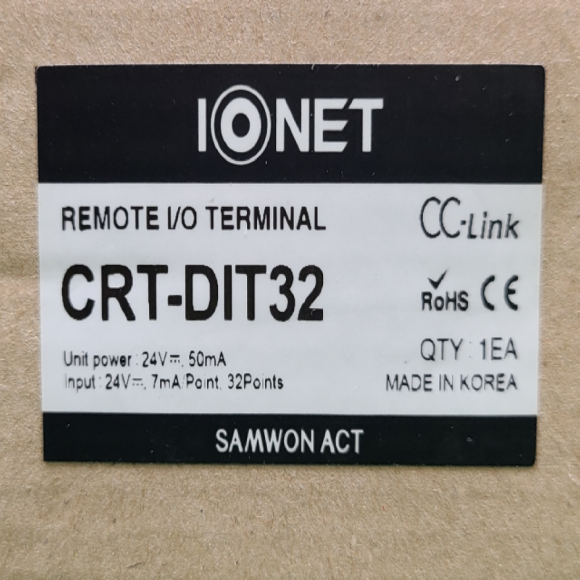 IONET
REMOTE I/O TERMINAL
CC-Link
CRT-DIT32
RoHS CE
Unit power : 24V⎓, 50mA
Input : 24V⎓, 7mA/Point, 32Points
QTY : 1EA
MADE IN KOREA
SAMWON ACT